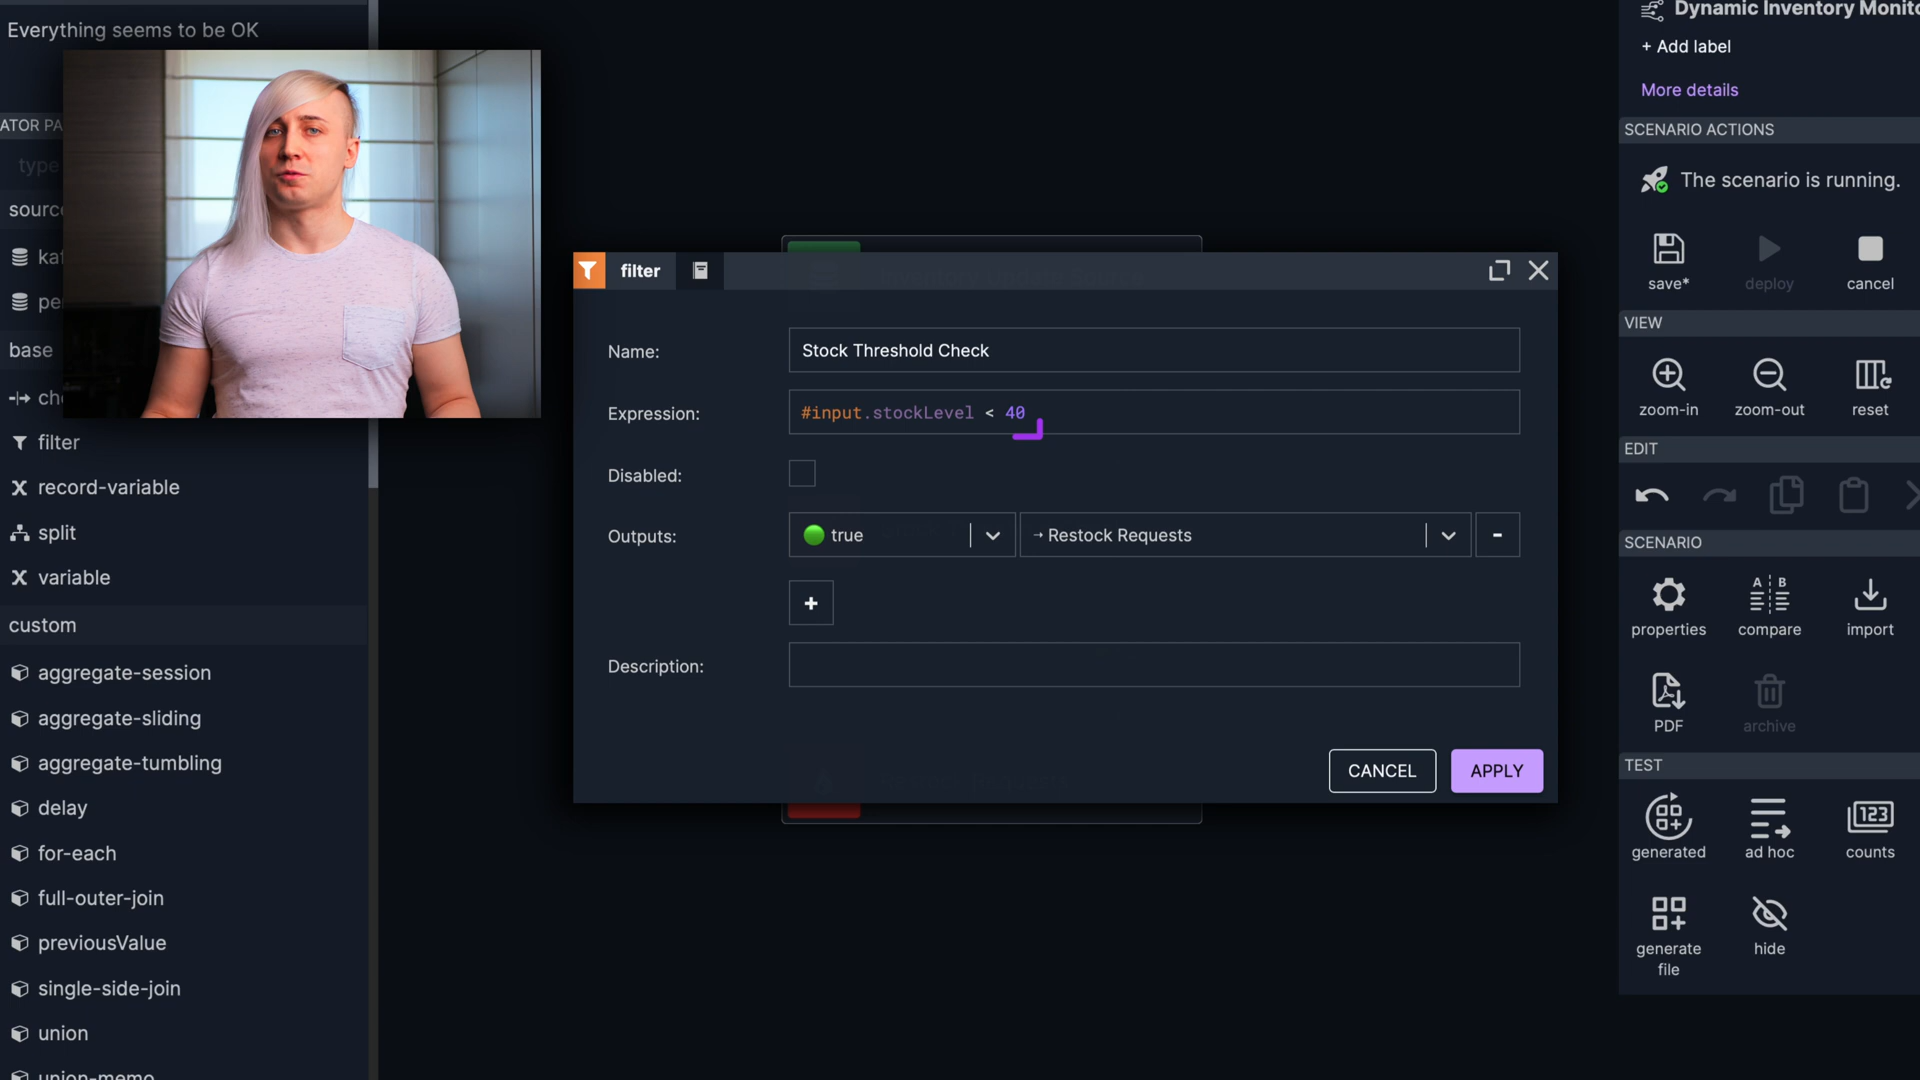 Everything seems to be OK
ATOR PA
type
sourc
ka
pe
base
ch
filter
record-variable
split
variable
custom
aggregate-session
aggregate-sliding
aggregate-tumbling
delay
for-each
full-outer-join
previousValue
single-side-join
union
union-memo
filter
Name:
Stock Threshold Check
Expression:
#input.stockLevel < 40
Disabled:
Outputs:
true
→ Restock Requests
-
+
Description:
CANCEL
APPLY
Dynamic Inventory Monito
+ Add label
More details
SCENARIO ACTIONS
The scenario is running.
save*
deploy
cancel
VIEW
zoom-in
zoom-out
reset
EDIT
SCENARIO
A B
properties
compare
import
PDF
archive
TEST
123
generated
ad hoc
counts
generate
file
hide